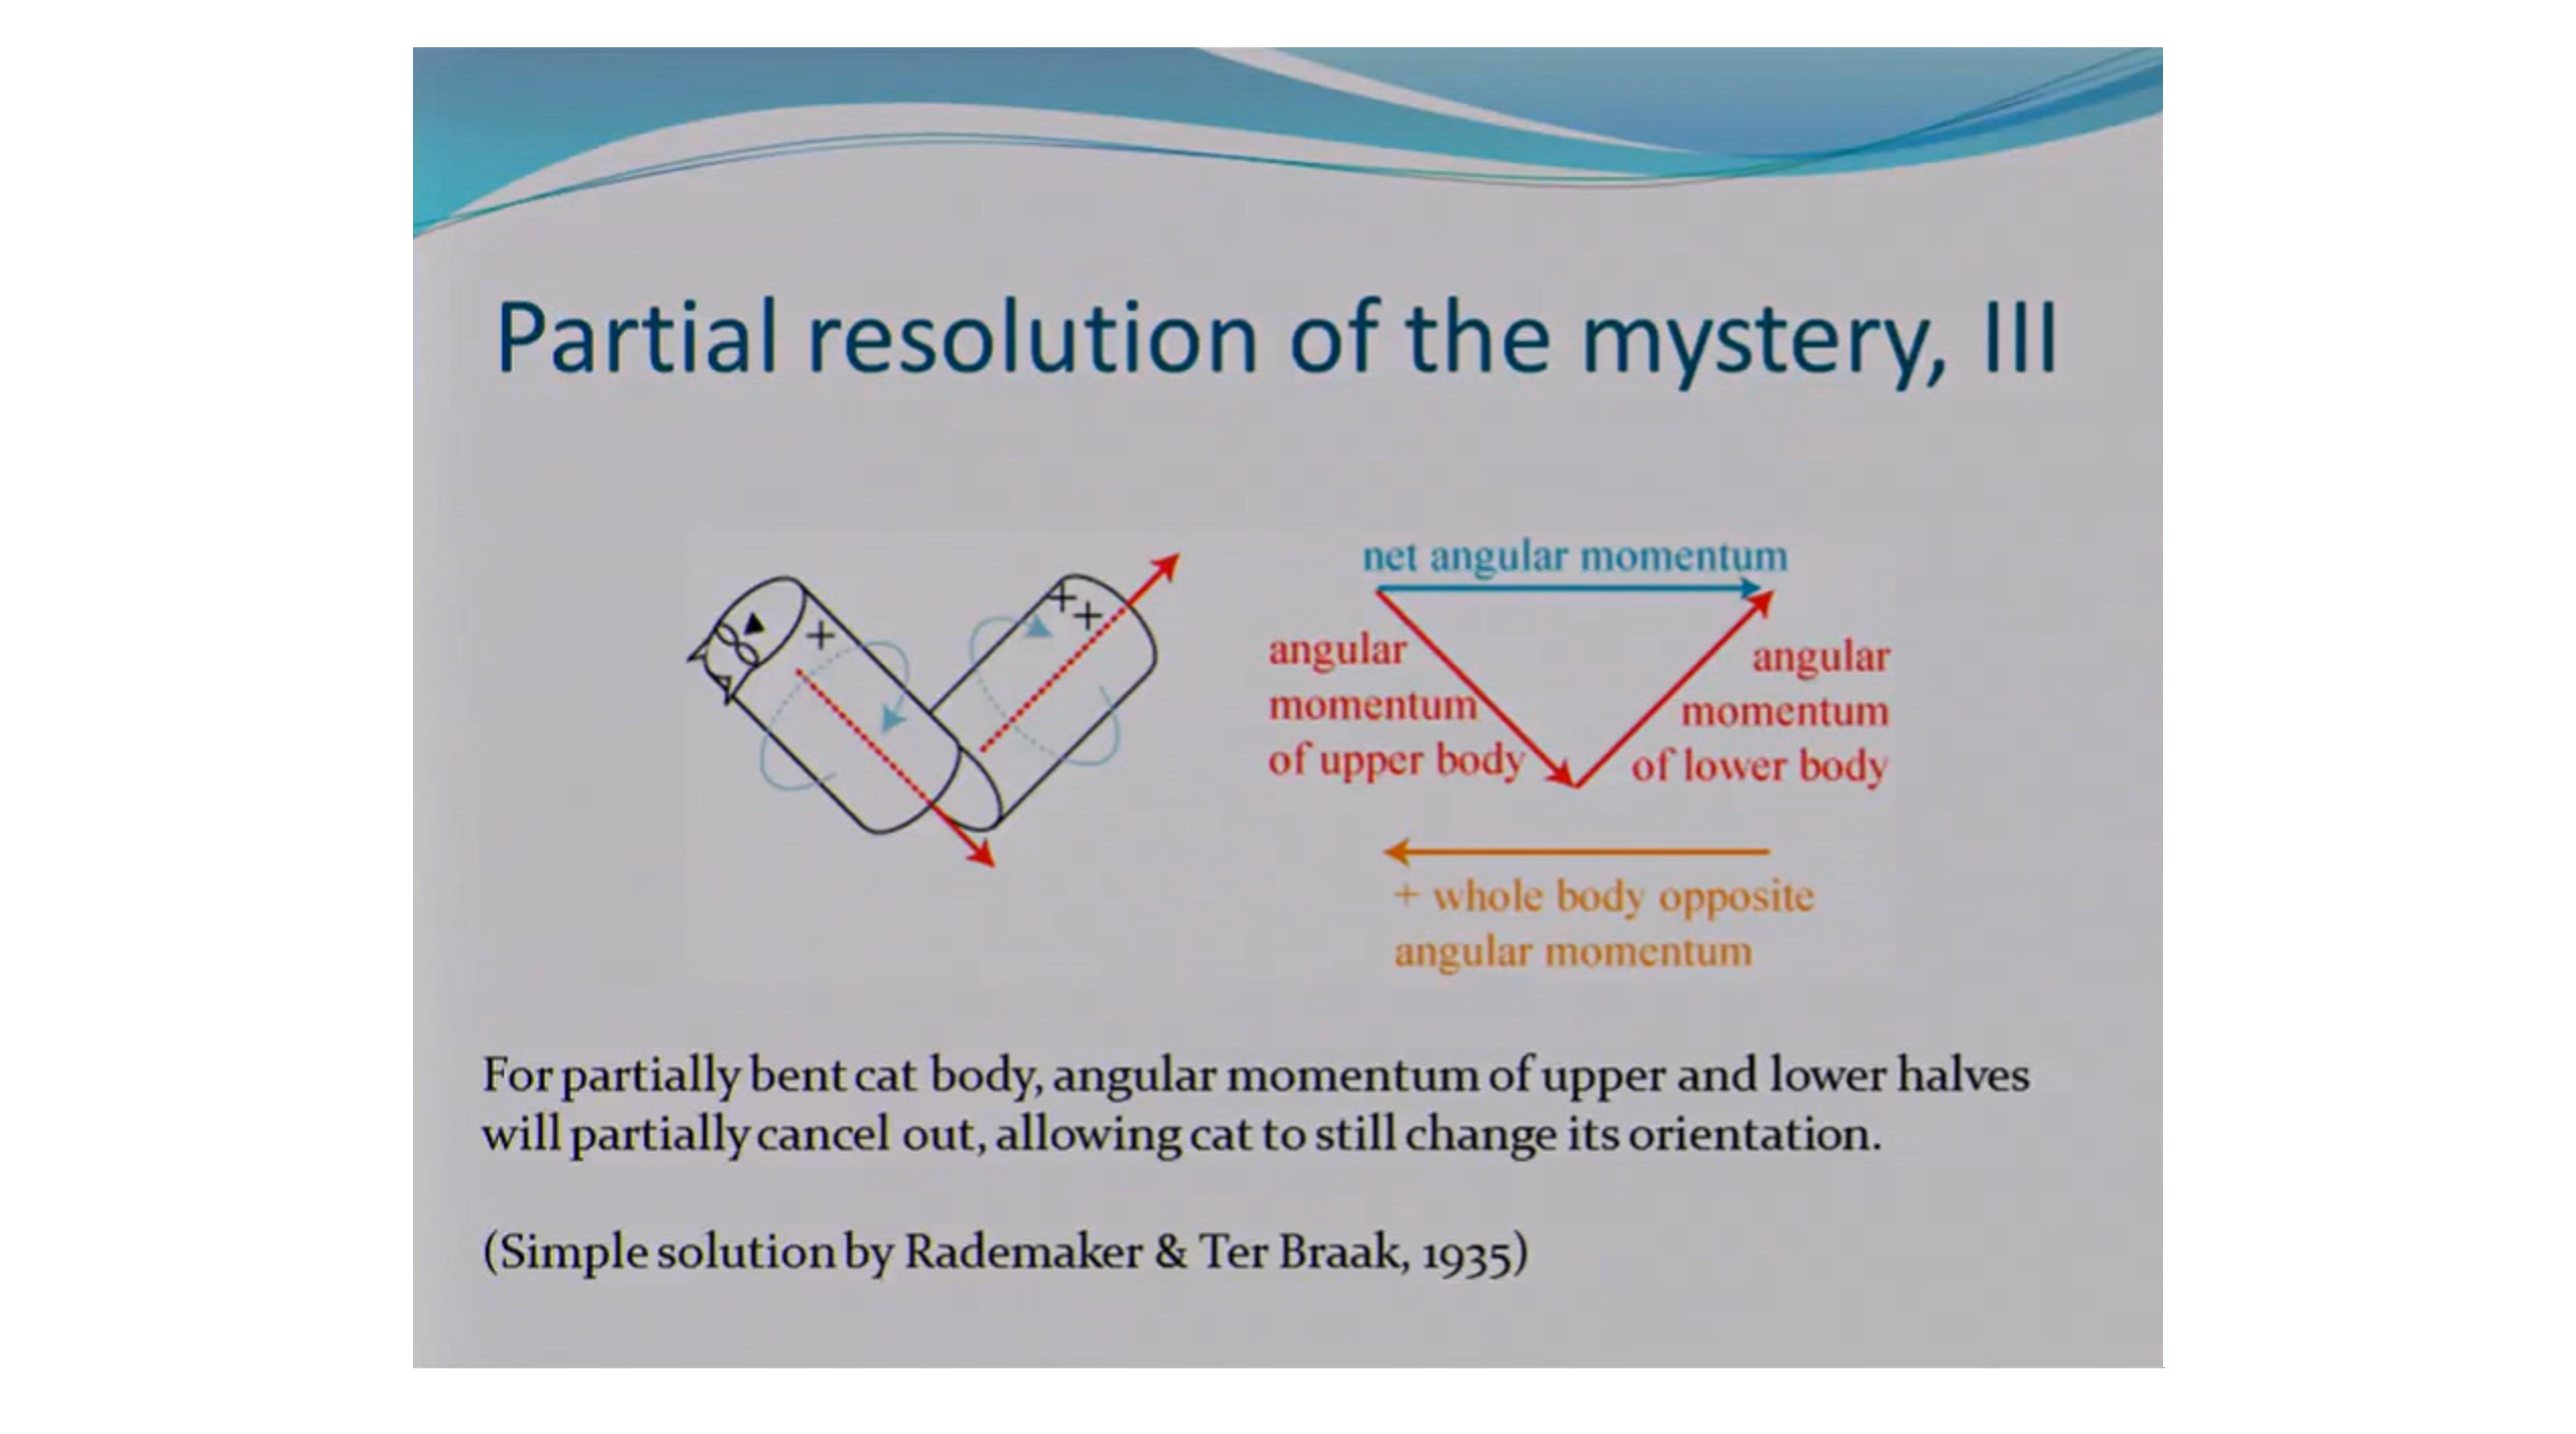 Partial resolution of the mystery, III
net angular momentum
angular
momentum
of upper body
angular
momentum
of lower body
+ whole body opposite
angular momentum
For partially bent cat body, angular momentum of upper and lower halves
will partially cancel out, allowing cat to still change its orientation.
(Simple solution by Rademaker & Ter Braak, 1935)